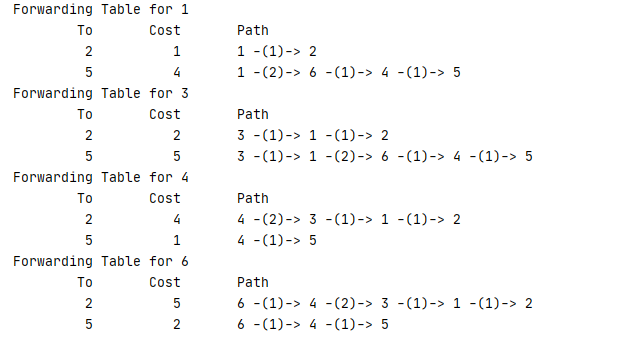 Forwarding Table for 1
        To       Cost       Path
         2          1       1 -(1)-> 2
         5          4       1 -(2)-> 6 -(1)-> 4 -(1)-> 5
Forwarding Table for 3
        To       Cost       Path
         2          2       3 -(1)-> 1 -(1)-> 2
         5          5       3 -(1)-> 1 -(2)-> 6 -(1)-> 4 -(1)-> 5
Forwarding Table for 4
        To       Cost       Path
         2          4       4 -(2)-> 3 -(1)-> 1 -(1)-> 2
         5          1       4 -(1)-> 5
Forwarding Table for 6
        To       Cost       Path
         2          5       6 -(1)-> 4 -(2)-> 3 -(1)-> 1 -(1)-> 2
         5          2       6 -(1)-> 4 -(1)-> 5